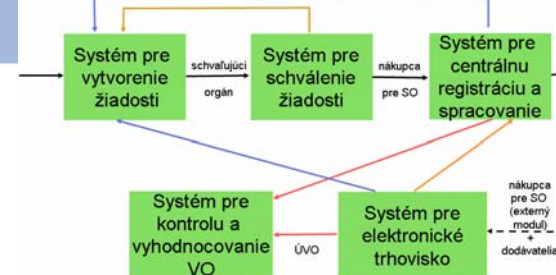 Systém pre
vytvorenie
žiadosti
schvaľujúci
orgán
Systém pre
schválenie
žiadosti
nákupca
pre SO
Systém pre
centrálnu
registráciu a
spracovanie
Systém pre
kontrolu a
vyhodnocovanie
VO
ÚVO
Systém pre
elektronické
trhovisko
nákupca
pre SO
(externý
modul)
+
dodávatelia